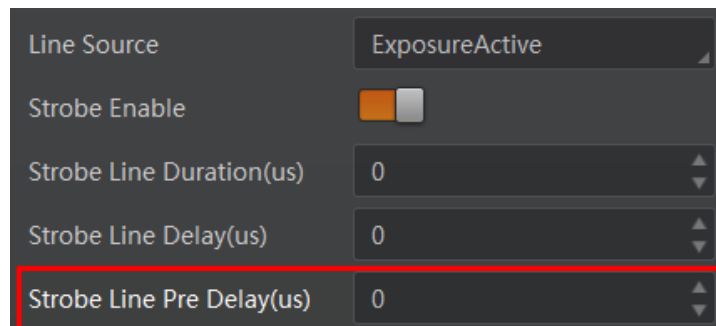 Line Source ExposureActive
Strobe Enable
Strobe Line Duration(us) 0
Strobe Line Delay(us) 0
Strobe Line Pre Delay(us) 0